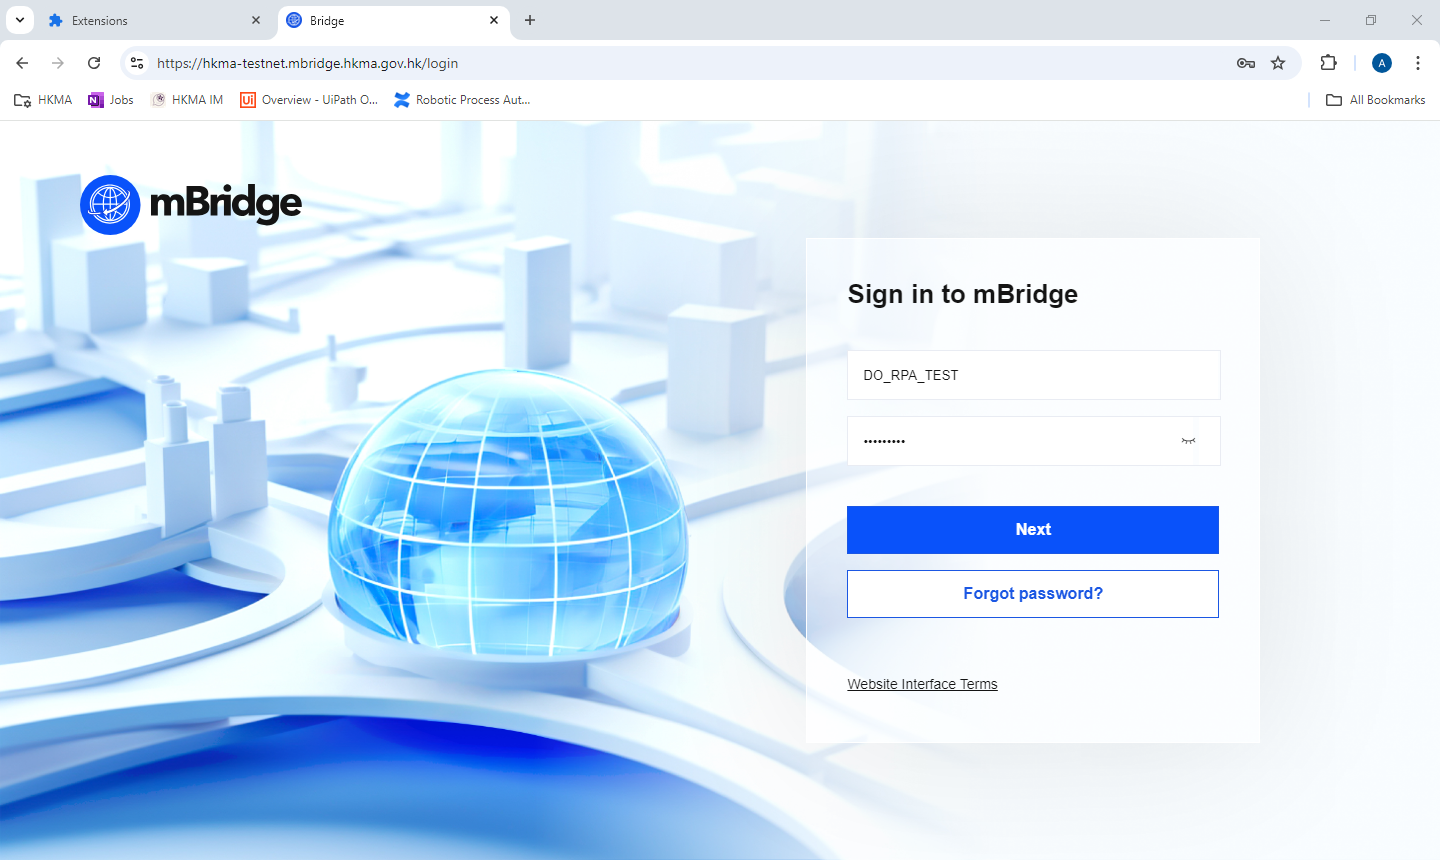 Extensions
Bridge
https://hkma-testnet.mbridge.hkma.gov.hk/login
A
HKMA
Jobs
HKMA IM
Overview - UiPath O...
Robotic Process Aut...
All Bookmarks
mBridge
Sign in to mBridge
DO_RPA_TEST
•••••••••
Next
Forgot password?
Website Interface Terms